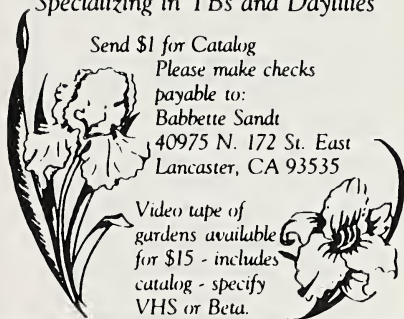 Specializing in TBs and Daylilies
Send $1 for Catalog
Please make checks
payable to:
Babbette Sandt
40975 N. 172 St. East
Lancaster, CA 93535
Video tape of
gardens available
for $15 - includes
catalog - specify
VHS or Beta.